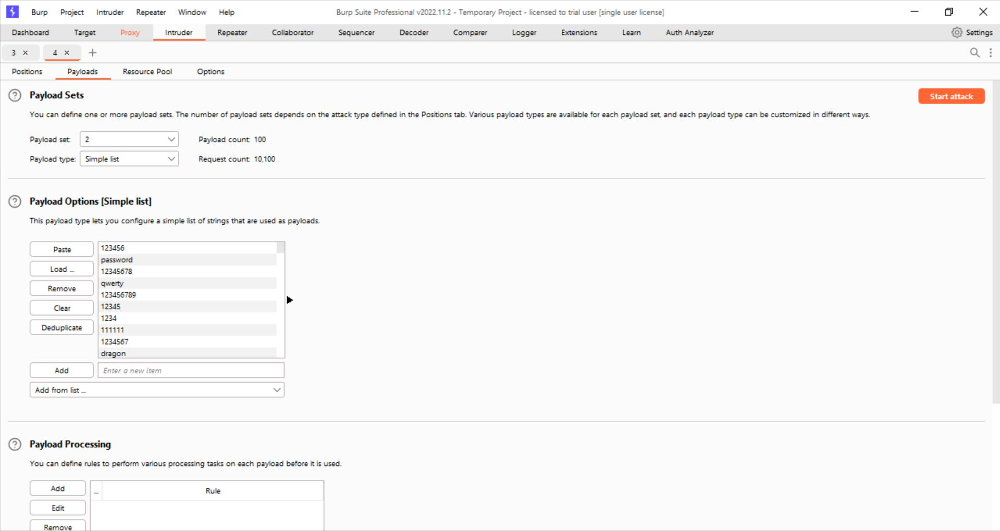 Burp Project Intruder Repeater Window Help Burp Suite Professional v2022.11.2 - Temporary Project - licensed to trial user [single user license]
Dashboard Target Proxy Intruder Repeater Collaborator Sequencer Decoder Comparer Logger Extensions Learn Auth Analyzer Settings
3 × 4 × +
Positions Payloads Resource Pool Options
? Payload Sets Start attack
You can define one or more payload sets. The number of payload sets depends on the attack type defined in the Positions tab. Various payload types are available for each payload set, and each payload type can be customized in different ways.
Payload set: 2 Payload count: 100
Payload type: Simple list Request count: 10,100
? Payload Options [Simple list]
This payload type lets you configure a simple list of strings that are used as payloads.
Paste
Load ...
Remove
Clear
Deduplicate
123456
password
12345678
qwerty
123456789
12345
1234
111111
1234567
dragon
Add Enter a new item
Add from list ...
? Payload Processing
You can define rules to perform various processing tasks on each payload before it is used.
Add ... Rule
Edit
Remove